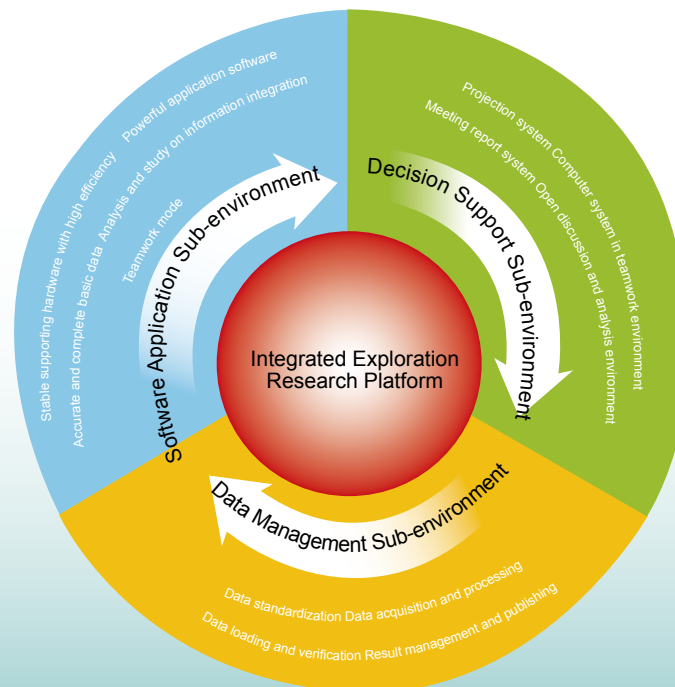 Stable supporting hardware with high efficiency Powerful application software
Accurate and complete basic data Analysis and study on information integration
Teamwork mode
Software Application Sub-environment
Projection system Computer system in teamwork environment
Meeting report system Open discussion and analysis environment
Decision Support Sub-environment
Integrated Exploration
Research Platform
Data Management Sub-environment
Data standardization Data acquisition and processing
Data loading and verification Result management and publishing